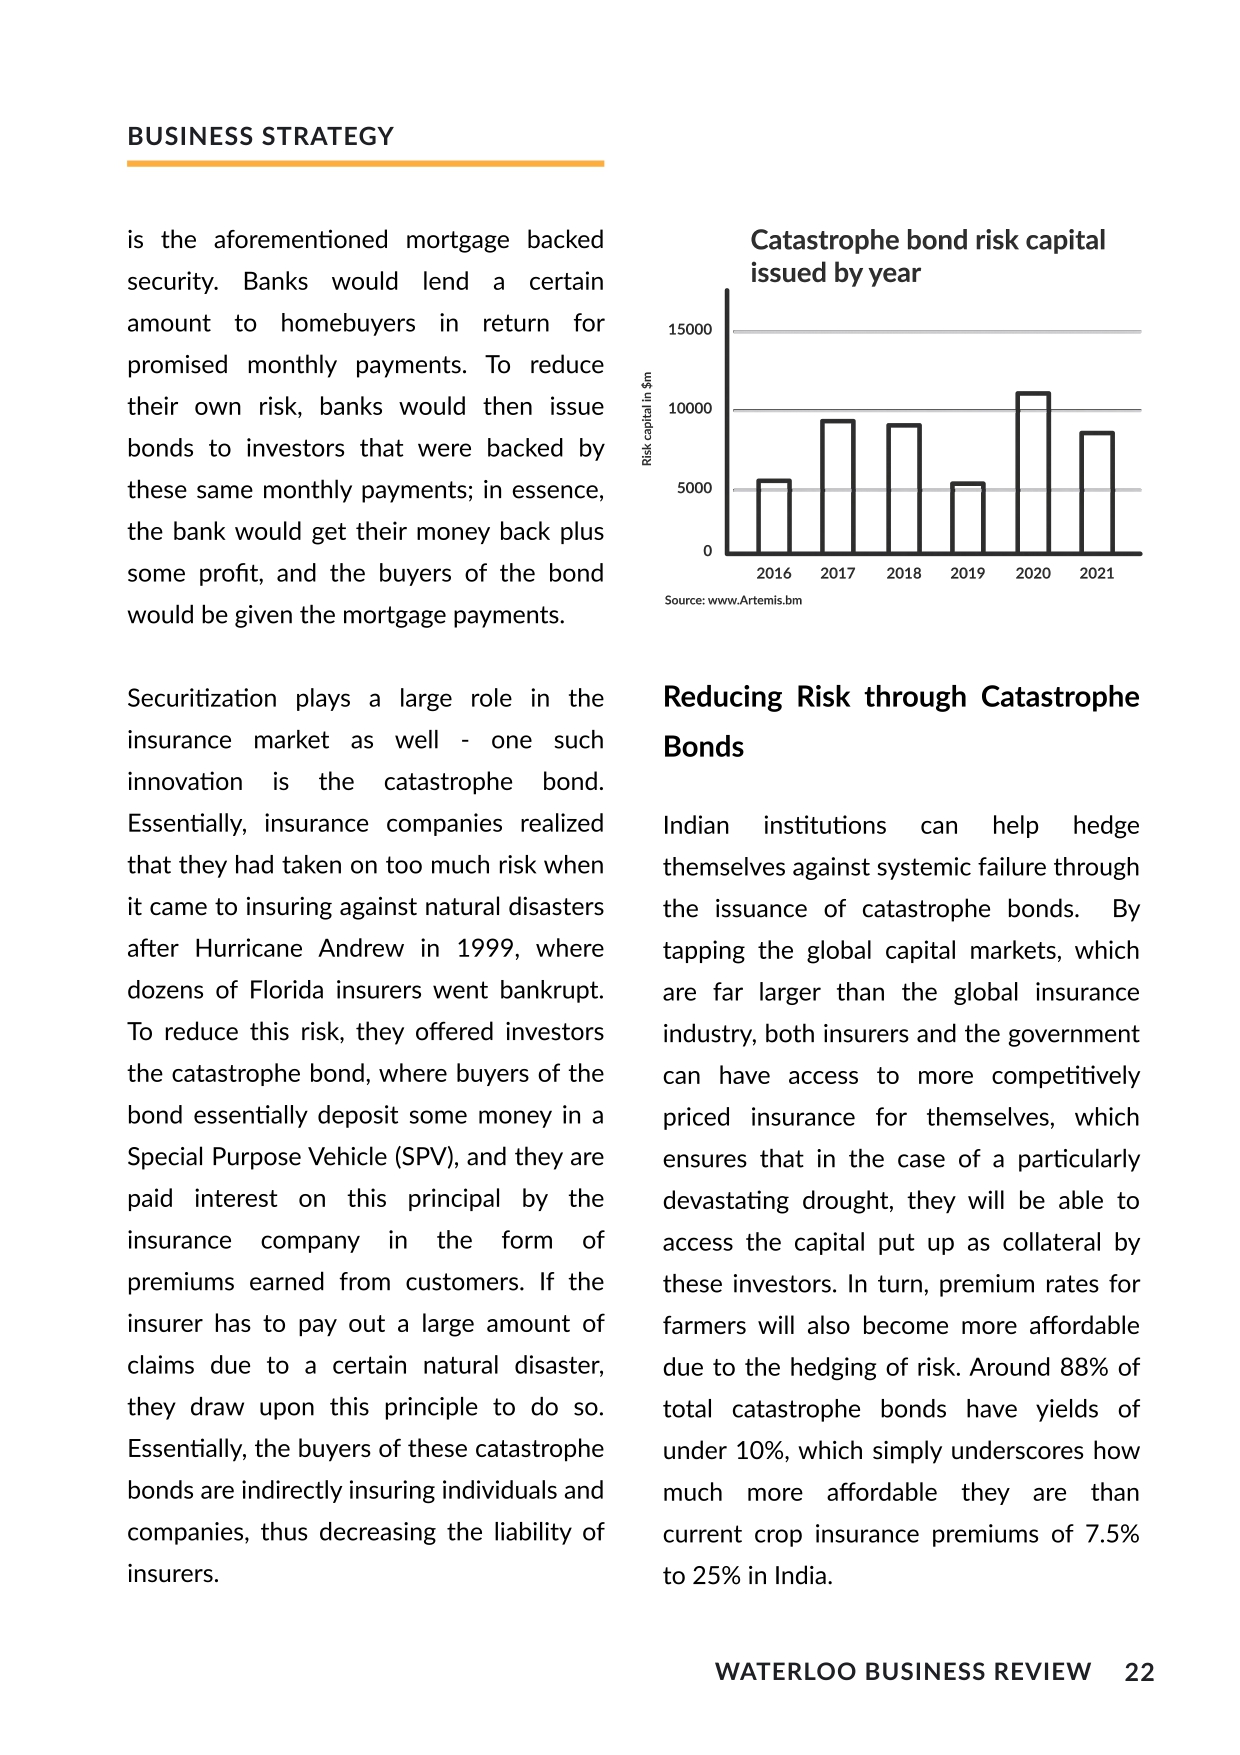 BUSINESS STRATEGY
is the aforementioned mortgage backed
security. Banks would lend a certain
amount to homebuyers in return for
promised monthly payments. To reduce
their own risk, banks would then issue
bonds to investors that were backed by
these same monthly payments; in essence,
the bank would get their money back plus
some profit, and the buyers of the bond
would be given the mortgage payments.
Securitization plays a large role in the
insurance market as well - one such
innovation is the catastrophe bond.
Essentially, insurance companies realized
that they had taken on too much risk when
it came to insuring against natural disasters
after Hurricane Andrew in 1999, where
dozens of Florida insurers went bankrupt.
To reduce this risk, they offered investors
the catastrophe bond, where buyers of the
bond essentially deposit some money in a
Special Purpose Vehicle (SPV), and they are
paid interest on this principal by the
insurance company in the form of
premiums earned from customers. If the
insurer has to pay out a large amount of
claims due to a certain natural disaster,
they draw upon this principle to do so.
Essentially, the buyers of these catastrophe
bonds are indirectly insuring individuals and
companies, thus decreasing the liability of
insurers.
Catastrophe bond risk capital
issued by year
Risk capital in $m
15000
10000
5000
0
2016 2017 2018 2019 2020 2021
Source: www.Artemis.bm
Reducing Risk through Catastrophe
Bonds
Indian institutions can help hedge
themselves against systemic failure through
the issuance of catastrophe bonds. By
tapping the global capital markets, which
are far larger than the global insurance
industry, both insurers and the government
can have access to more competitively
priced insurance for themselves, which
ensures that in the case of a particularly
devastating drought, they will be able to
access the capital put up as collateral by
these investors. In turn, premium rates for
farmers will also become more affordable
due to the hedging of risk. Around 88% of
total catastrophe bonds have yields of
under 10%, which simply underscores how
much more affordable they are than
current crop insurance premiums of 7.5%
to 25% in India.
WATERLOO BUSINESS REVIEW 22